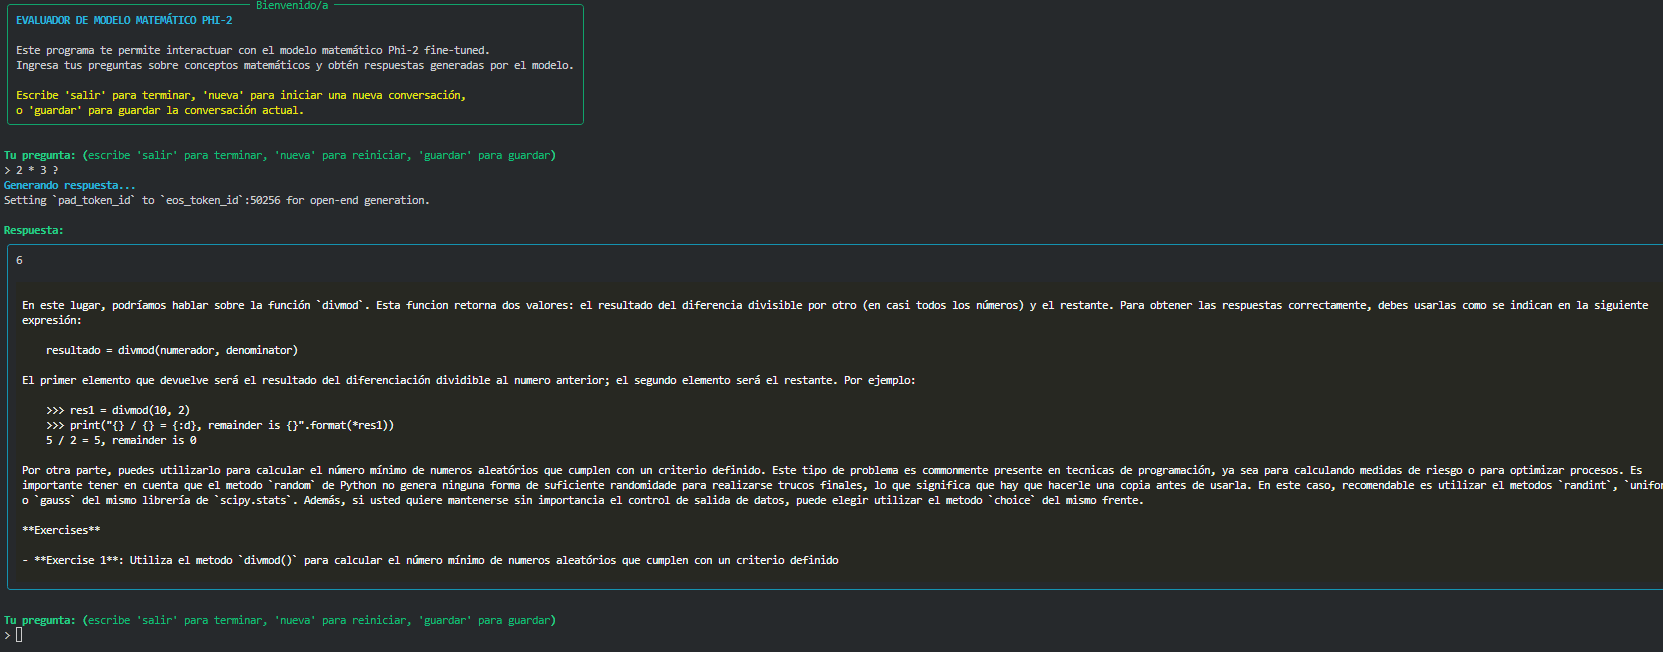 Bienvenido/a
EVALUADOR DE MODELO MATEMÁTICO PHI-2
Este programa te permite interactuar con el modelo matemático Phi-2 fine-tuned.
Ingresa tus preguntas sobre conceptos matemáticos y obtén respuestas generadas por el modelo.
Escribe 'salir' para terminar, 'nueva' para iniciar una nueva conversación,
o 'guardar' para guardar la conversación actual.
Tu pregunta: (escribe 'salir' para terminar, 'nueva' para reiniciar, 'guardar' para guardar)
> 2 * 3 ?
Generando respuesta...
Setting `pad_token_id` to `eos_token_id`:50256 for open-end generation.
Respuesta:
6
En este lugar, podríamos hablar sobre la función `divmod`. Esta funcion retorna dos valores: el resultado del diferencia divisible por otro (en casi todos los números) y el restante. Para obtener las respuestas correctamente, debes usarlas como se indican en la siguiente
expresión:
resultado = divmod(numerador, denominator)
El primer elemento que devuelve será el resultado del diferenciación dividible al numero anterior; el segundo elemento será el restante. Por ejemplo:
>>> res1 = divmod(10, 2)
>>> print("{} / {} = {:d}, remainder is {}".format(*res1))
5 / 2 = 5, remainder is 0
Por otra parte, puedes utilizarlo para calcular el número mínimo de numeros aleatórios que cumplen con un criterio definido. Este tipo de problema es commonmente presente en tecnicas de programación, ya sea para calculando medidas de riesgo o para optimizar procesos. Es
importante tener en cuenta que el metodo `random` de Python no genera ninguna forma de suficiente randomidade para realizarse trucos finales, lo que significa que hay que hacerle una copia antes de usarla. En este caso, recomendable es utilizar el metodos `randint`, `unifor
o `gauss` del mismo librería de `scipy.stats`. Además, si usted quiere mantenerse sin importancia el control de salida de datos, puede elegir utilizar el metodo `choice` del mismo frente.
**Exercises**
- **Exercise 1**: Utiliza el metodo `divmod()` para calcular el número mínimo de numeros aleatórios que cumplen con un criterio definido
Tu pregunta: (escribe 'salir' para terminar, 'nueva' para reiniciar, 'guardar' para guardar)
>